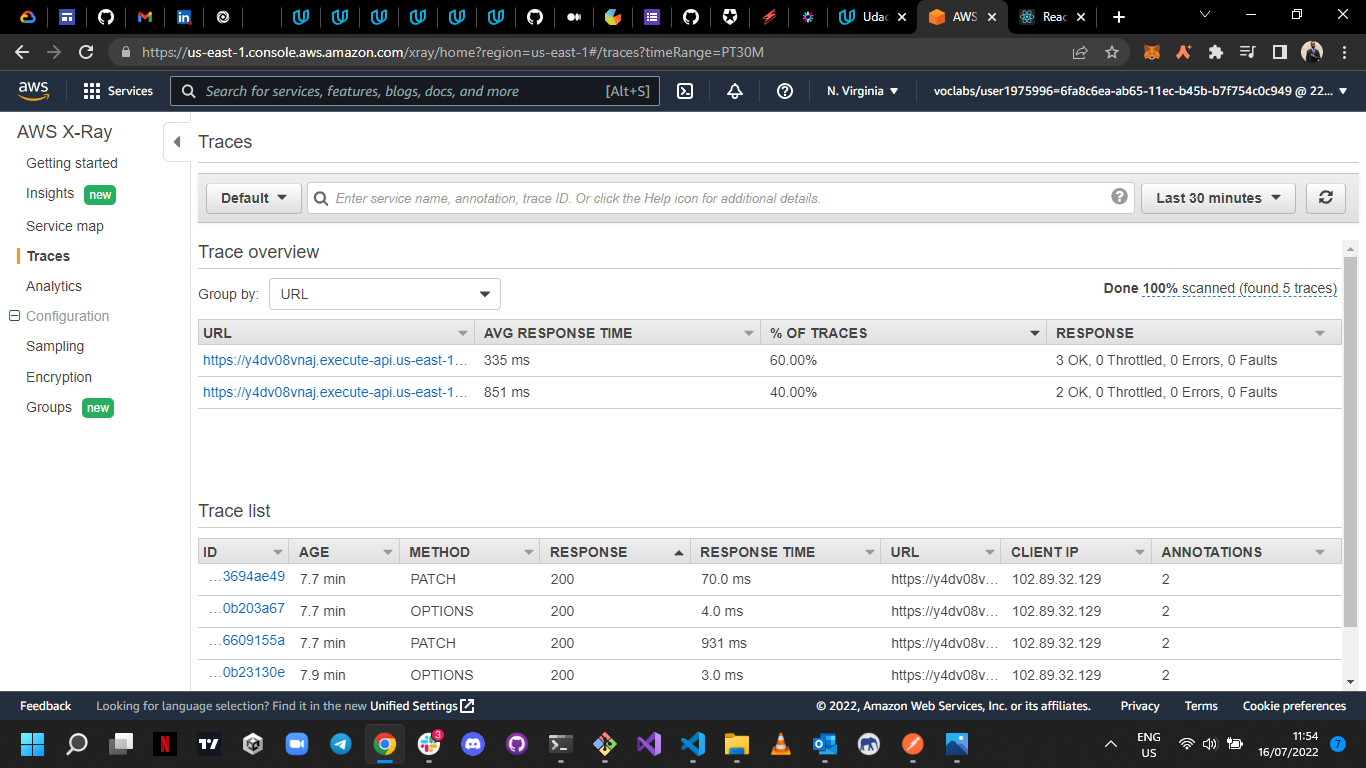 Udac
AWS
Reac
https://us-east-1.console.aws.amazon.com/xray/home?region=us-east-1#/traces?timeRange=PT30M
aws
Services
Search for services, features, blogs, docs, and more [Alt+S]
N. Virginia
voclabs/user1975996=6fa8c6ea-ab65-11ec-b45b-b7f754c0c949 @ 22...
AWS X-Ray
Getting started
Insights new
Service map
Traces
Analytics
Configuration
Sampling
Encryption
Groups new
Traces
Default
Enter service name, annotation, trace ID. Or click the Help icon for additional details.
Last 30 minutes
Trace overview
Group by: URL
Done 100% scanned (found 5 traces)
URL AVG RESPONSE TIME % OF TRACES RESPONSE
https://y4dv08vnaj.execute-api.us-east-1... 335 ms 60.00% 3 OK, 0 Throttled, 0 Errors, 0 Faults
https://y4dv08vnaj.execute-api.us-east-1... 851 ms 40.00% 2 OK, 0 Throttled, 0 Errors, 0 Faults
Trace list
ID AGE METHOD RESPONSE RESPONSE TIME URL CLIENT IP ANNOTATIONS
...3694ae49 7.7 min PATCH 200 70.0 ms https://y4dv08v... 102.89.32.129 2
...0b203a67 7.7 min OPTIONS 200 4.0 ms https://y4dv08v... 102.89.32.129 2
...6609155a 7.7 min PATCH 200 931 ms https://y4dv08v... 102.89.32.129 2
...0b23130e 7.9 min OPTIONS 200 3.0 ms https://y4dv08v... 102.89.32.129 2
Feedback Looking for language selection? Find it in the new Unified Settings © 2022, Amazon Web Services, Inc. or its affiliates. Privacy Terms Cookie preferences
3
ENG
US
11:54
16/07/2022
7